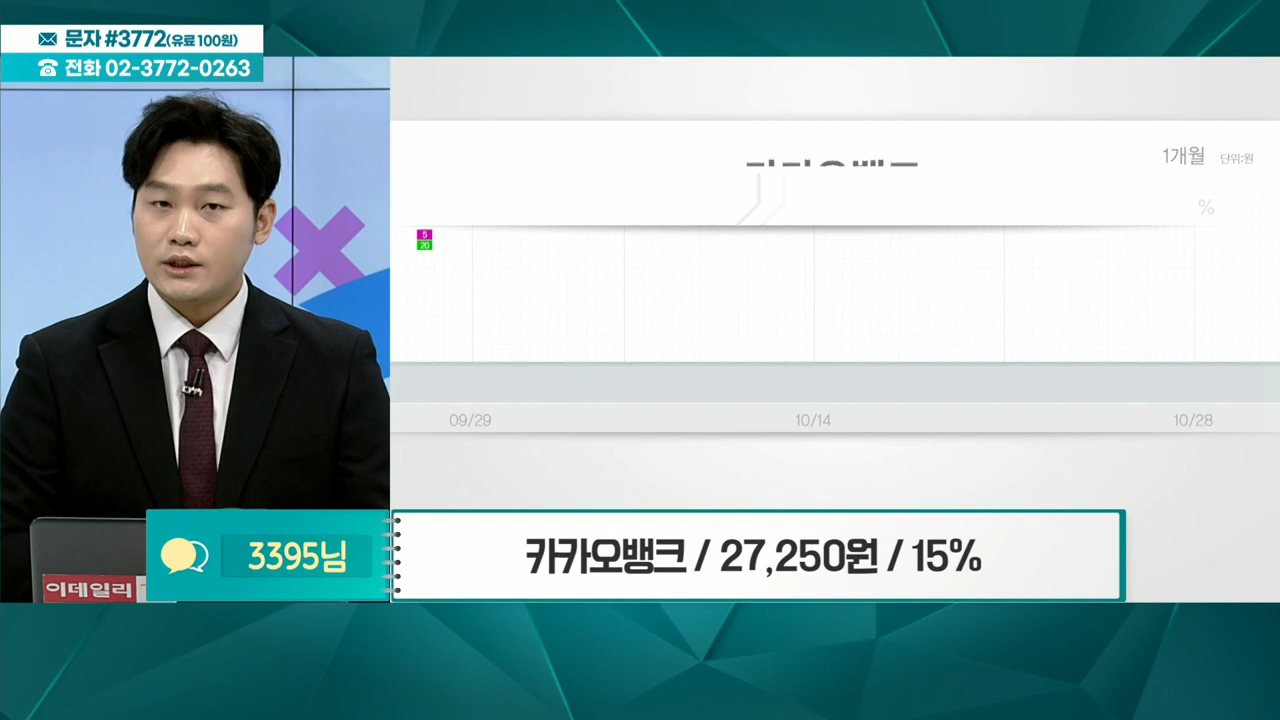 문자 #3772(유료 100원)
전화 02-3772-0263
1개월 단위:원
%
5
20
09/29 10/14 10/28
3395님
카카오뱅크 / 27,250원 / 15%
이데일리